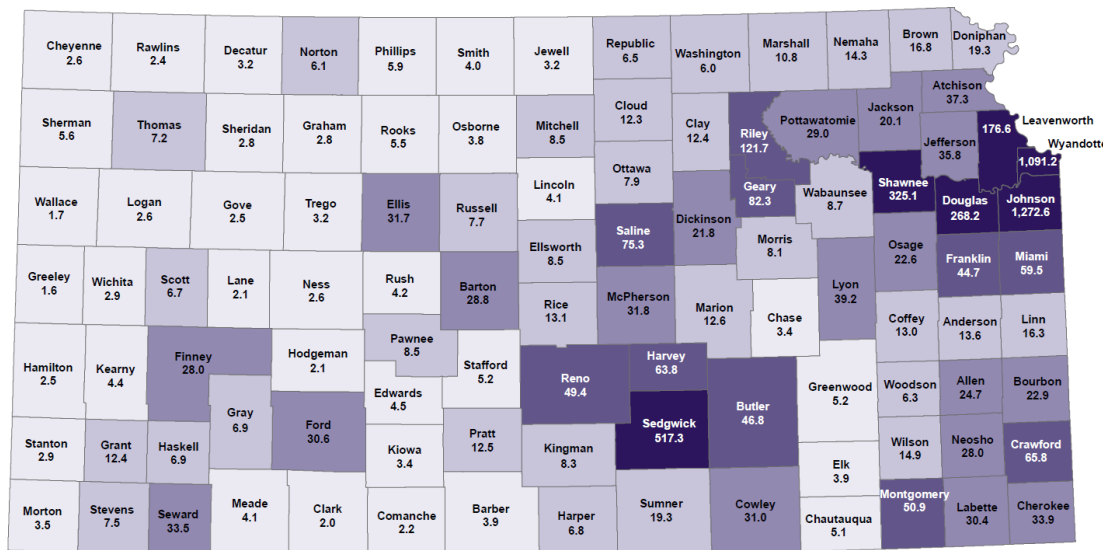 Cheyenne
2.6
Rawlins
2.4
Decatur
3.2
Norton
6.1
Phillips
5.9
Smith
4.0
Jewell
3.2
Republic
6.5
Washington
6.0
Marshall
10.8
Nemaha
14.3
Brown
16.8
Doniphan
19.3
Atchison
37.3
Sherman
5.6
Thomas
7.2
Sheridan
2.8
Graham
2.8
Rooks
5.5
Osborne
3.8
Mitchell
8.5
Cloud
12.3
Clay
12.4
Riley
121.7
Pottawatomie
29.0
Jackson
20.1
Jefferson
35.8
176.6
Leavenworth
Wyandotte
1,091.2
Wallace
1.7
Logan
2.6
Gove
2.5
Trego
3.2
Ellis
31.7
Russell
7.7
Lincoln
4.1
Ottawa
7.9
Saline
75.3
Dickinson
21.8
Geary
82.3
Wabaunsee
8.7
Shawnee
325.1
Douglas
268.2
Johnson
1,272.6
Greeley
1.6
Wichita
2.9
Scott
6.7
Lane
2.1
Ness
2.6
Rush
4.2
Barton
28.8
Ellsworth
8.5
Rice
13.1
McPherson
31.8
Marion
12.6
Morris
8.1
Chase
3.4
Lyon
39.2
Osage
22.6
Franklin
44.7
Miami
59.5
Coffey
13.0
Anderson
13.6
Linn
16.3
Hamilton
2.5
Kearny
4.4
Finney
28.0
Hodgeman
2.1
Pawnee
8.5
Stafford
5.2
Edwards
4.5
Reno
49.4
Harvey
63.8
Sedgwick
517.3
Butler
46.8
Greenwood
5.2
Woodson
6.3
Allen
24.7
Bourbon
22.9
Stanton
2.9
Grant
12.4
Haskell
6.9
Gray
6.9
Ford
30.6
Kiowa
3.4
Pratt
12.5
Kingman
8.3
Elk
3.9
Wilson
14.9
Neosho
28.0
Crawford
65.8
Morton
3.5
Stevens
7.5
Seward
33.5
Meade
4.1
Clark
2.0
Comanche
2.2
Barber
3.9
Harper
6.8
Sumner
19.3
Cowley
31.0
Chautauqua
5.1
Montgomery
50.9
Labette
30.4
Cherokee
33.9